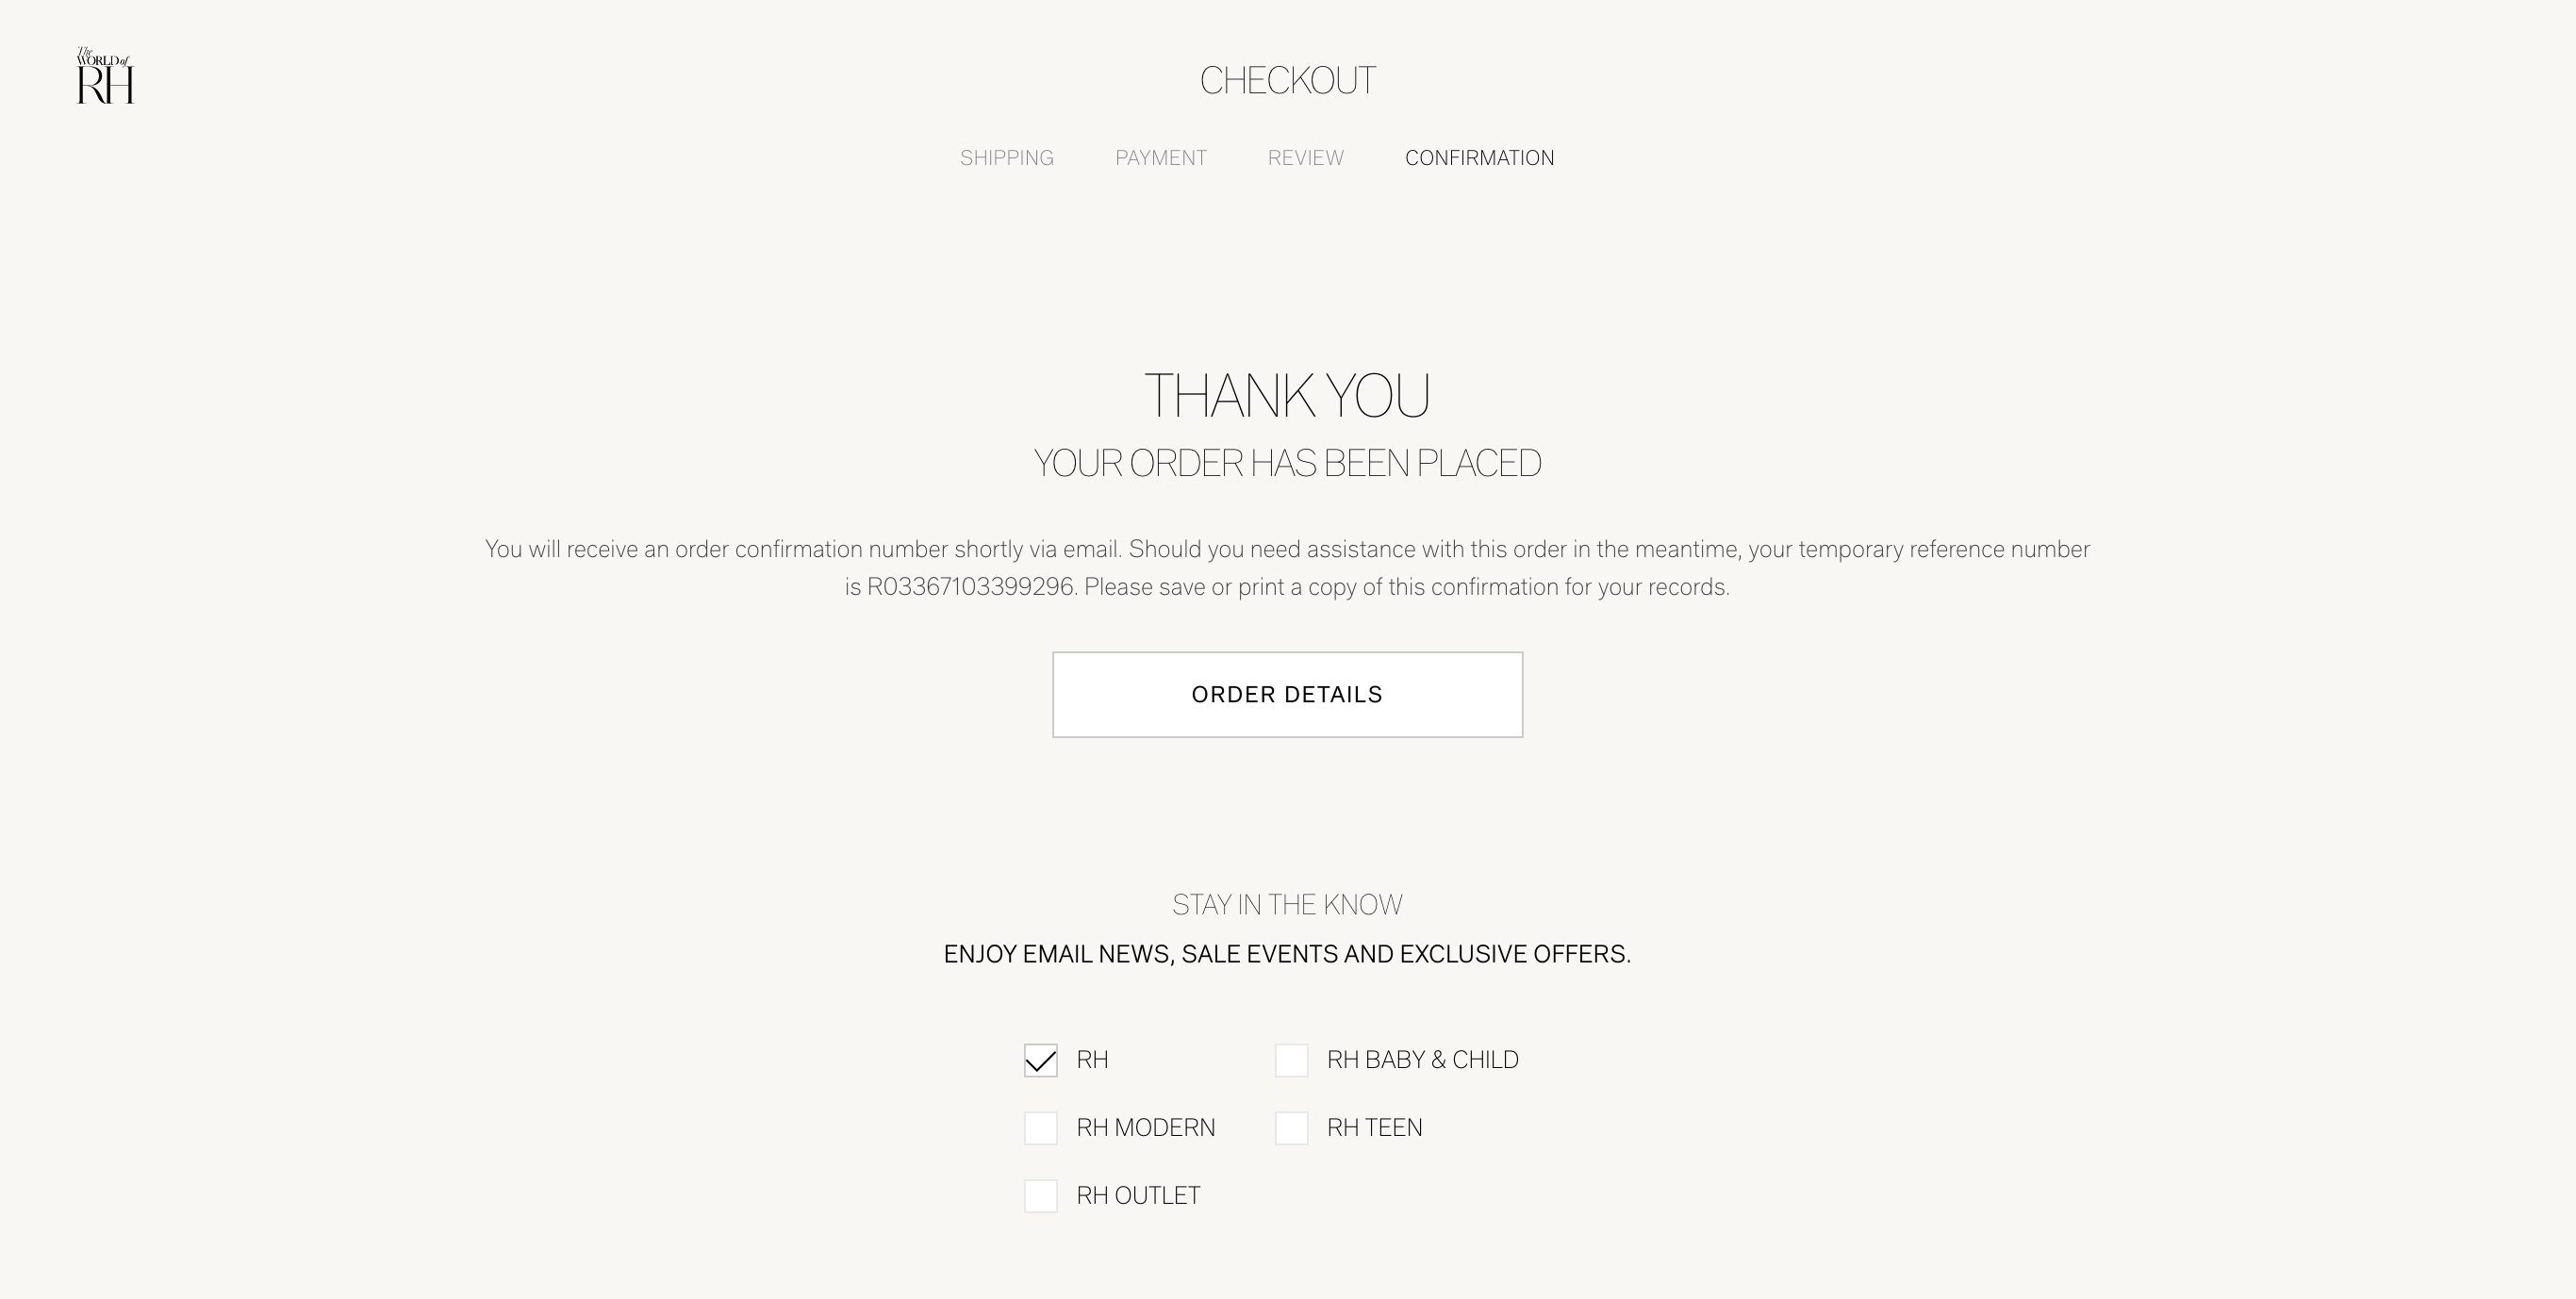 The
WORLD of
RH
CHECKOUT
SHIPPING PAYMENT REVIEW CONFIRMATION
THANK YOU
YOUR ORDER HAS BEEN PLACED
You will receive an order confirmation number shortly via email. Should you need assistance with this order in the meantime, your temporary reference number
is R03367103399296. Please save or print a copy of this confirmation for your records.
ORDER DETAILS
STAY IN THE KNOW
ENJOY EMAIL NEWS, SALE EVENTS AND EXCLUSIVE OFFERS.
RH RH BABY & CHILD
RH MODERN RH TEEN
RH OUTLET